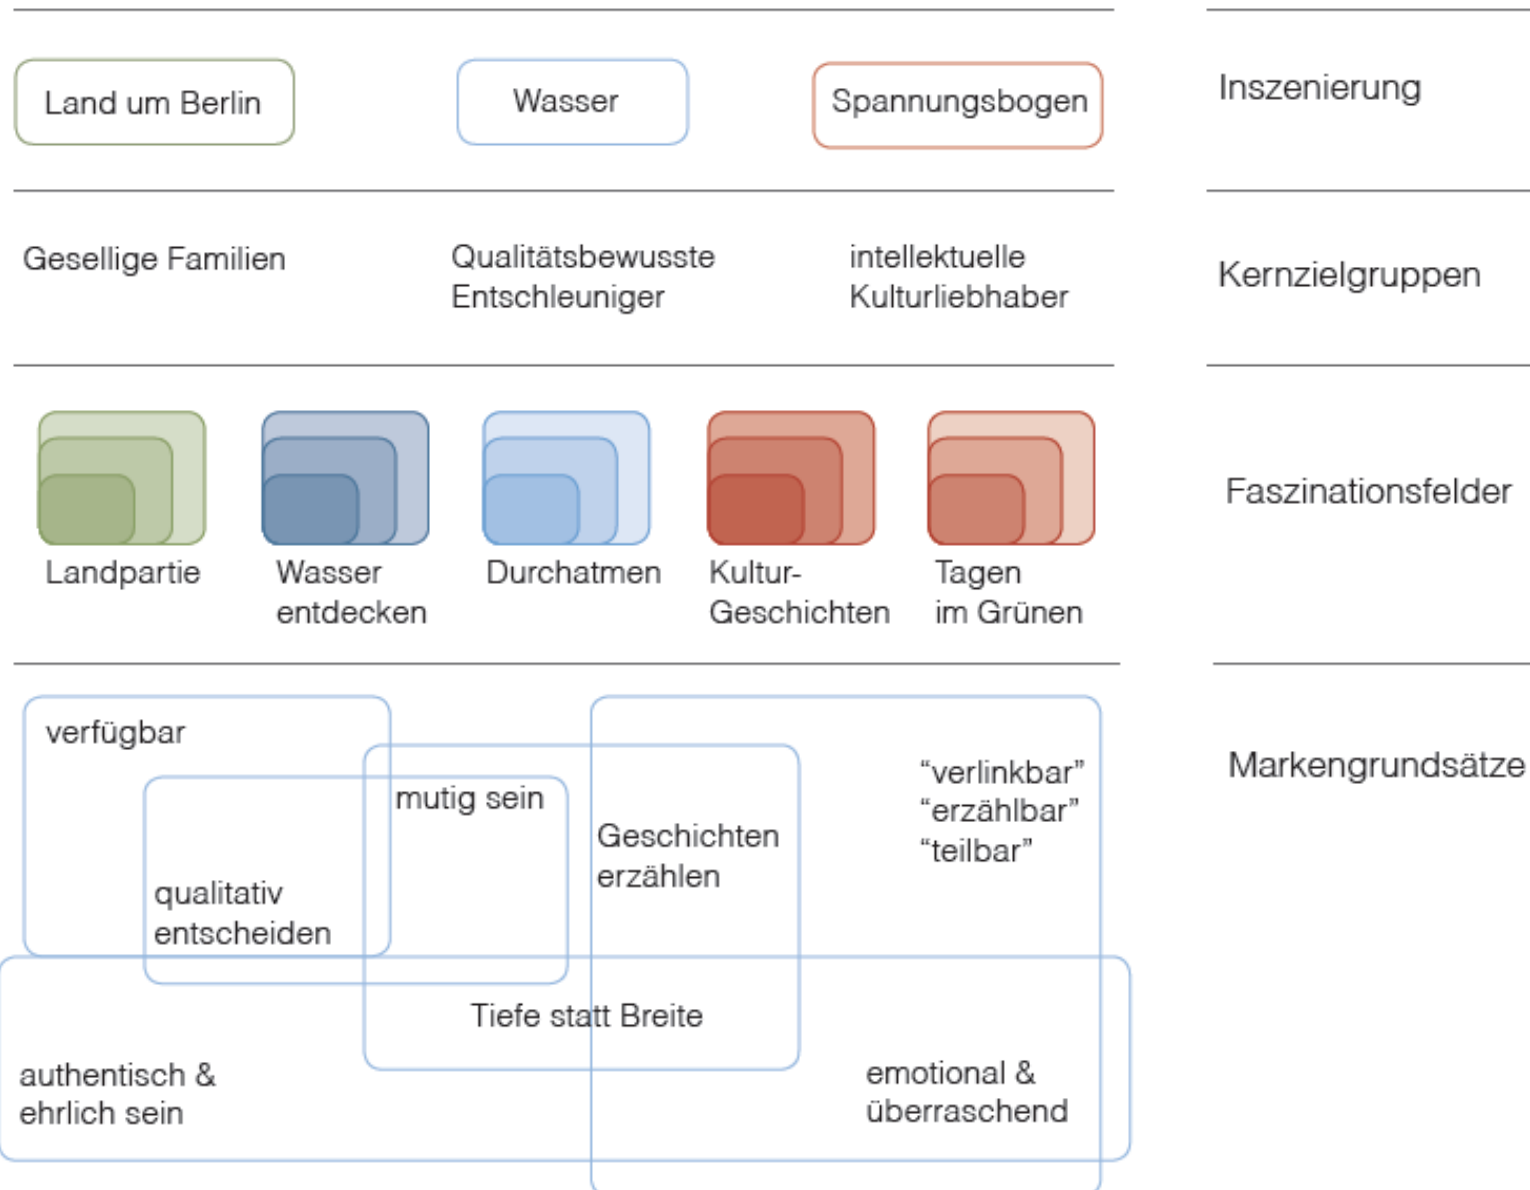 Land um Berlin
Wasser
Spannungsbogen
Inszenierung
Gesellige Familien
Qualitätsbewusste
Entschleuniger
intellektuelle
Kulturliebhaber
Kernzielgruppen
Landpartie
Wasser
entdecken
Durchatmen
Kultur-
Geschichten
Tagen
im Grünen
Faszinationsfelder
verfügbar
mutig sein
qualitativ
entscheiden
Geschichten
erzählen
“verlinkbar”
“erzählbar”
“teilbar”
Markengrundsätze
Tiefe statt Breite
authentisch &
ehrlich sein
emotional &
überraschend